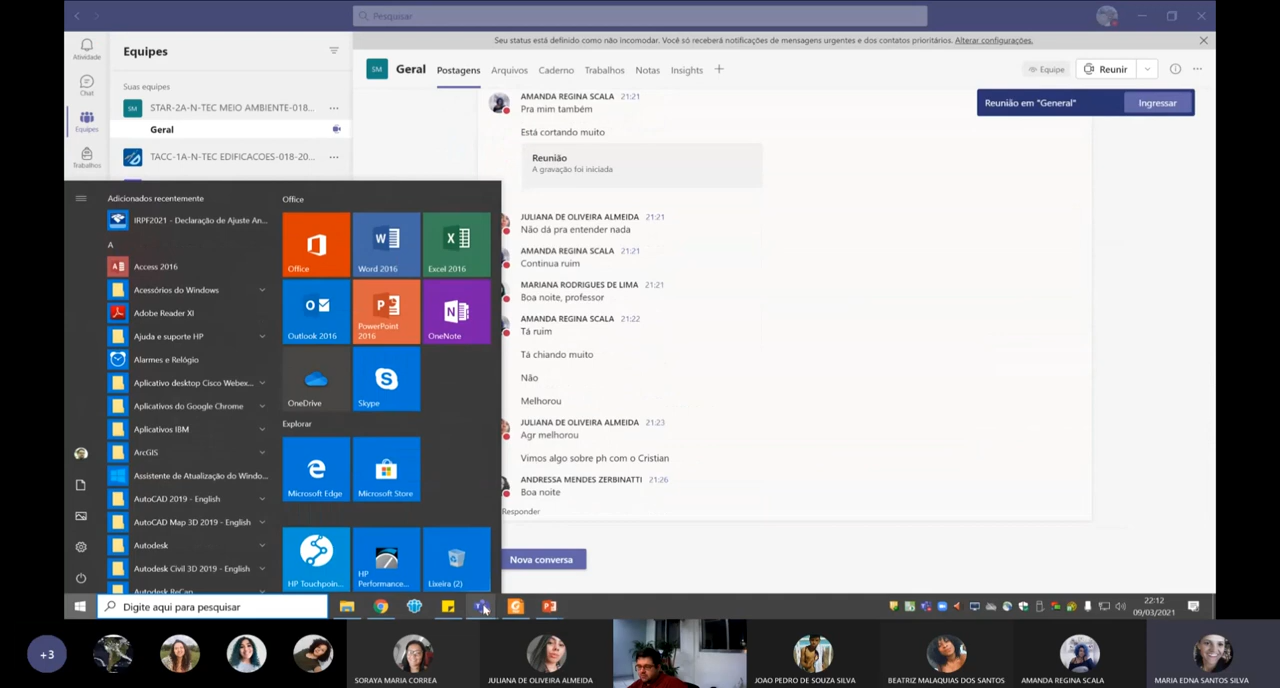 Pesquisar
Seu status está definido como não incomodar. Você só receberá notificações de mensagens urgentes e dos contatos prioritários. Alterar configurações.
Atividade
Chat
Equipes
Trabalhos
Equipes
Suas equipes
SM STAR-2A-N-TEC MEIO AMBIENTE-018...
Geral
TACC-1A-N-TEC EDIFICACOES-018-20...
SM Geral Postagens Arquivos Caderno Trabalhos Notas Insights
Equipe
Reunir
Reunião em "General"
Ingressar
AMANDA REGINA SCALA 21:21
Pra mim também
Está cortando muito
Reunião
A gravação foi iniciada
JULIANA DE OLIVEIRA ALMEIDA 21:21
Não dá pra entender nada
AMANDA REGINA SCALA 21:21
Continua ruim
MARIANA RODRIGUES DE LIMA 21:21
Boa noite, professor
AMANDA REGINA SCALA 21:22
Tá ruim
Tá chiando muito
Não
Melhorou
JULIANA DE OLIVEIRA ALMEIDA 21:23
Agr melhorou
Vimos algo sobre ph com o Cristian
ANDRESSA MENDES ZERBINATTI 21:26
Boa noite
Responder
Nova conversa
Adicionados recentemente
IRPF2021 - Declaração de Ajuste An...
A
Access 2016
Acessórios do Windows
Adobe Reader XI
Ajuda e suporte HP
Alarmes e Relógio
Aplicativo desktop Cisco Webex...
Aplicativos do Google Chrome
Aplicativos IBM
ArcGIS
Assistente de Atualização do Windo...
AutoCAD 2019 - English
AutoCAD Map 3D 2019 - English
Autodesk
Autodesk Civil 3D 2019 - English
Autodesk ReCap
Office
Office
Word 2016
Excel 2016
Outlook 2016
PowerPoint 2016
OneNote
OneDrive
Skype
Explorar
Microsoft Edge
Microsoft Store
HP Touchpoin...
HP Performance...
Lixeira (2)
Digite aqui para pesquisar
22:12
09/03/2021
+3
SORAYA MARIA CORREA
JULIANA DE OLIVEIRA ALMEIDA
JOAO PEDRO DE SOUZA SILVA
BEATRIZ MALAQUIAS DOS SANTOS
AMANDA REGINA SCALA
MARIA EDNA SANTOS SILVA